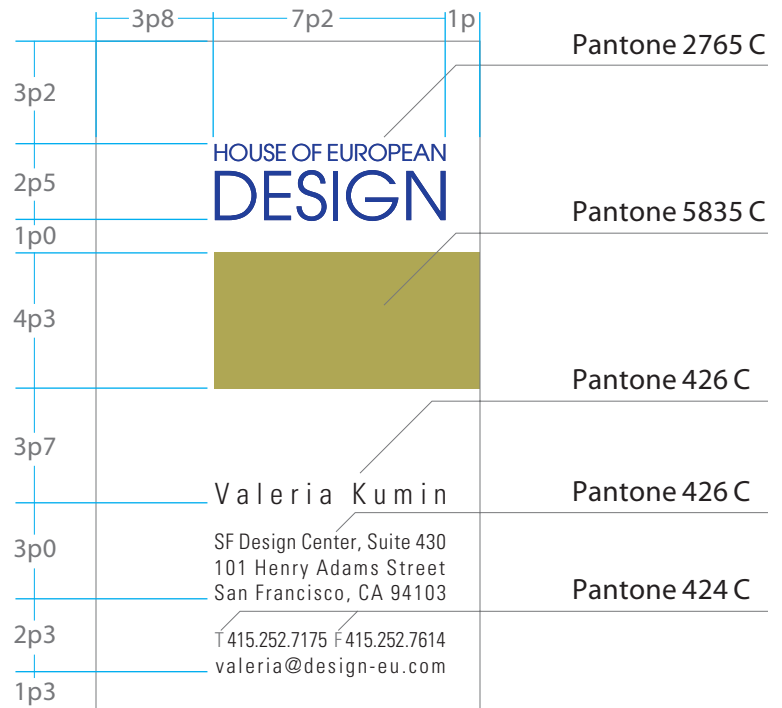 3p8 7p2 1p
Pantone 2765 C
3p2
HOUSE OF EUROPEAN
2p5
DESIGN
Pantone 5835 C
1p0
4p3
Pantone 426 C
3p7
Valeria Kumin
Pantone 426 C
SF Design Center, Suite 430
3p0
101 Henry Adams Street
San Francisco, CA 94103
Pantone 424 C
2p3
T 415.252.7175 F 415.252.7614
valeria@design-eu.com
1p3